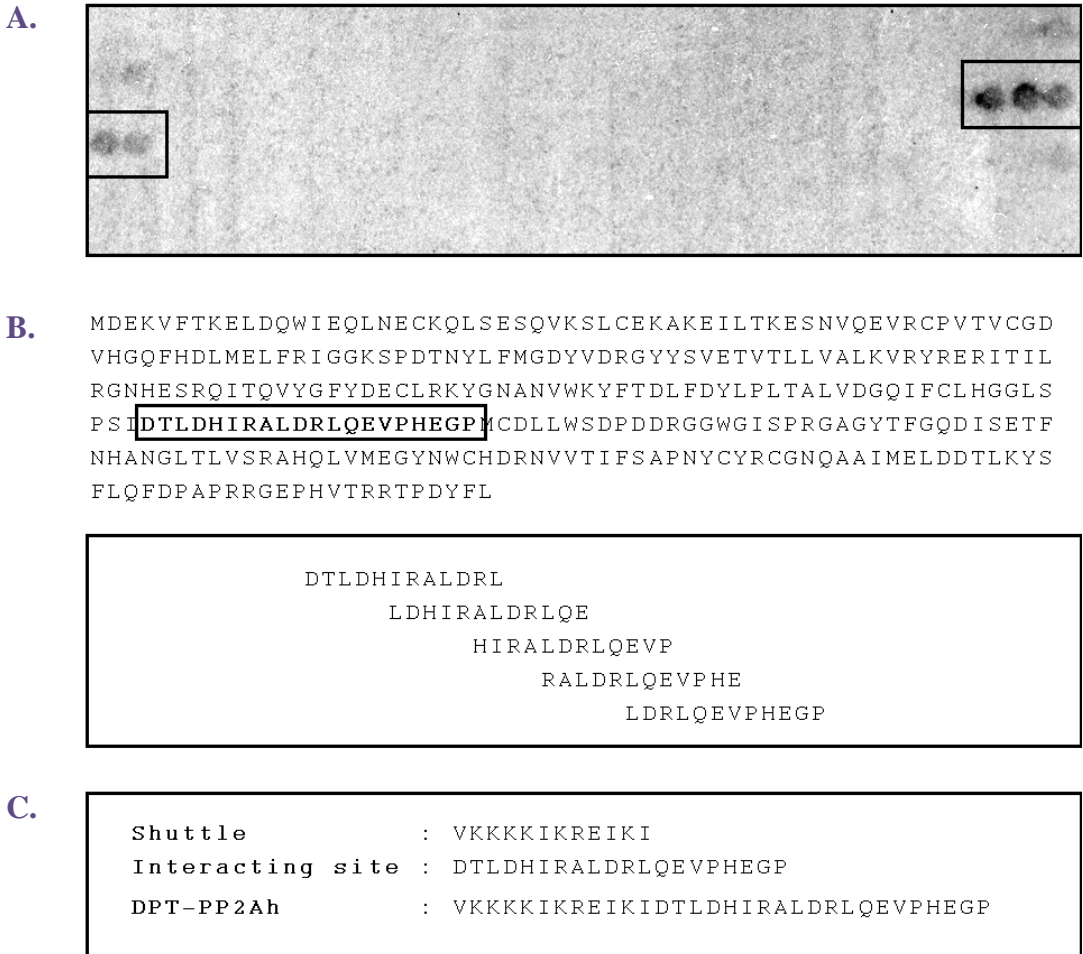 A.
B.
MDEKVFTKELDQWIEQLNECKQLSESQVKSLCEKAKEILTKESNVQEVRCPVTVCGD
VHGQFHDLMELFRIGGKSPDTNYLFMGDYVDRGYYSVETVTLLVALKVRYRERITIL
RGNHESRQITQVYGFYDECLRKYGNANVWKYFTDLFDYLPLTALVDGQIFCLHGGLS
PSIDTLDHIRALDRLQEVPHEGPMCDLLWSDPDDRGGWGISPRGAGYTFGQDISETF
NHANGLTLVSRAHQLVMEGYNWCHDRNVVTIFSAPNYCYRCGNQAAIMELDDTLKYS
FLQFDPAPRRGEPHVTRRTPDYFL
DTLDHIRALDRL
LDHIRALDRLQE
HIRALDRLQEVP
RALDRLQEVPHE
LDRLQEVPHEGP
C.
Shuttle : VKKKKIKREIKI
Interacting site : DTLDHIRALDRLQEVPHEGP
DPT-PP2Ah : VKKKKIKREIKIDTLDHIRALDRLQEVPHEGP